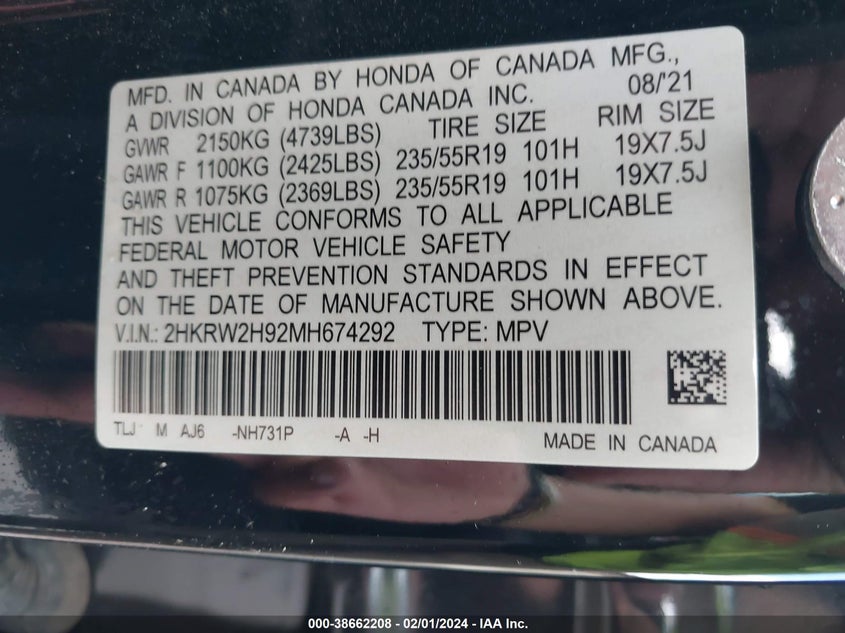 MFD. IN CANADA BY HONDA OF CANADA MFG.,
A DIVISION OF HONDA CANADA INC. 08/'21
GVWR 2150KG (4739LBS) TIRE SIZE RIM SIZE
GAWR F 1100KG (2425LBS) 235/55R19 101H 19X7.5J
GAWR R 1075KG (2369LBS) 235/55R19 101H 19X7.5J
THIS VEHICLE CONFORMS TO ALL APPLICABLE
FEDERAL MOTOR VEHICLE SAFETY
AND THEFT PREVENTION STANDARDS IN EFFECT
ON THE DATE OF MANUFACTURE SHOWN ABOVE.
V.I.N.: 2HKRW2H92MH674292 TYPE: MPV
TLJ M AJ6 -NH731P -A -H MADE IN CANADA
000-38662208 - 02/01/2024 - IAA Inc.